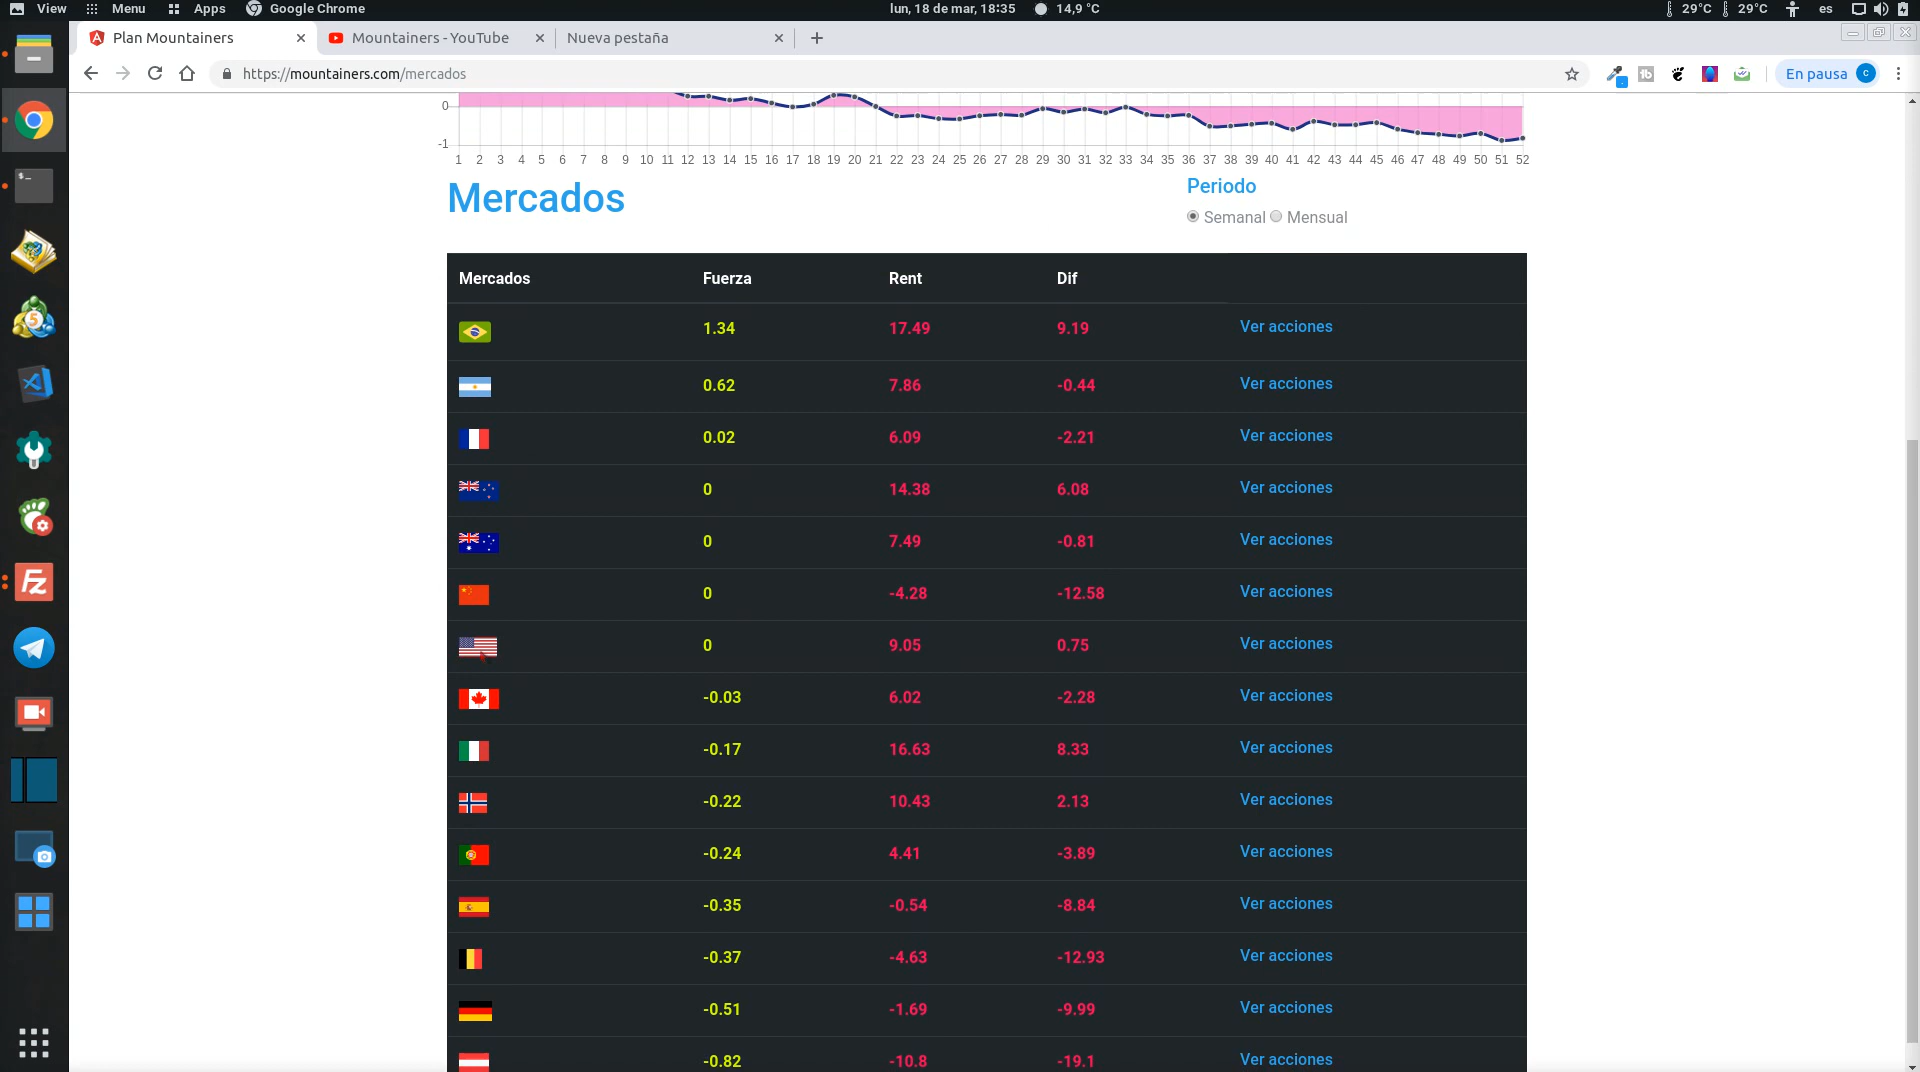 View Menu Apps Google Chrome lun, 18 de mar, 18:35 14,9 °C 29°C 29°C es
Plan Mountainers Mountainers - YouTube Nueva pestaña
https://mountainers.com/mercados En pausa C
0
-1
1 2 3 4 5 6 7 8 9 10 11 12 13 14 15 16 17 18 19 20 21 22 23 24 25 26 27 28 29 30 31 32 33 34 35 36 37 38 39 40 41 42 43 44 45 46 47 48 49 50 51 52
Mercados
Periodo
Semanal Mensual
Mercados Fuerza Rent Dif
1.34 17.49 9.19 Ver acciones
0.62 7.86 -0.44 Ver acciones
0.02 6.09 -2.21 Ver acciones
0 14.38 6.08 Ver acciones
0 7.49 -0.81 Ver acciones
0 -4.28 -12.58 Ver acciones
0 9.05 0.75 Ver acciones
-0.03 6.02 -2.28 Ver acciones
-0.17 16.63 8.33 Ver acciones
-0.22 10.43 2.13 Ver acciones
-0.24 4.41 -3.89 Ver acciones
-0.35 -0.54 -8.84 Ver acciones
-0.37 -4.63 -12.93 Ver acciones
-0.51 -1.69 -9.99 Ver acciones
-0.82 -10.8 -19.1 Ver acciones